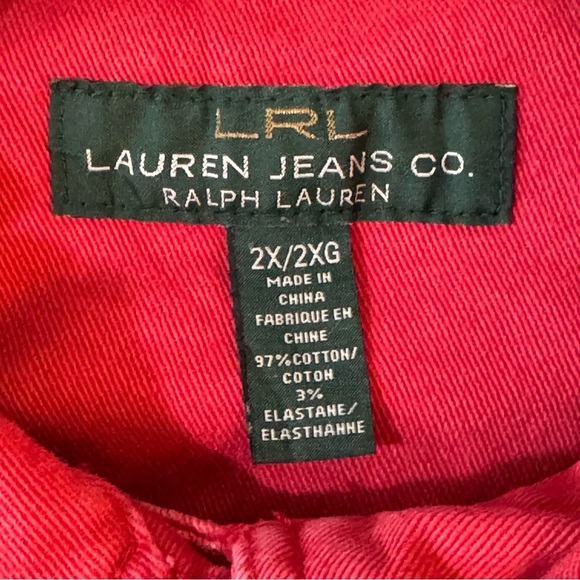 LRL
LAUREN JEANS CO.
RALPH LAUREN
2X/2XG
MADE IN
CHINA
FABRIQUE EN
CHINE
97%COTTON/
COTON
3%
ELASTANE/
ELASTHANNE